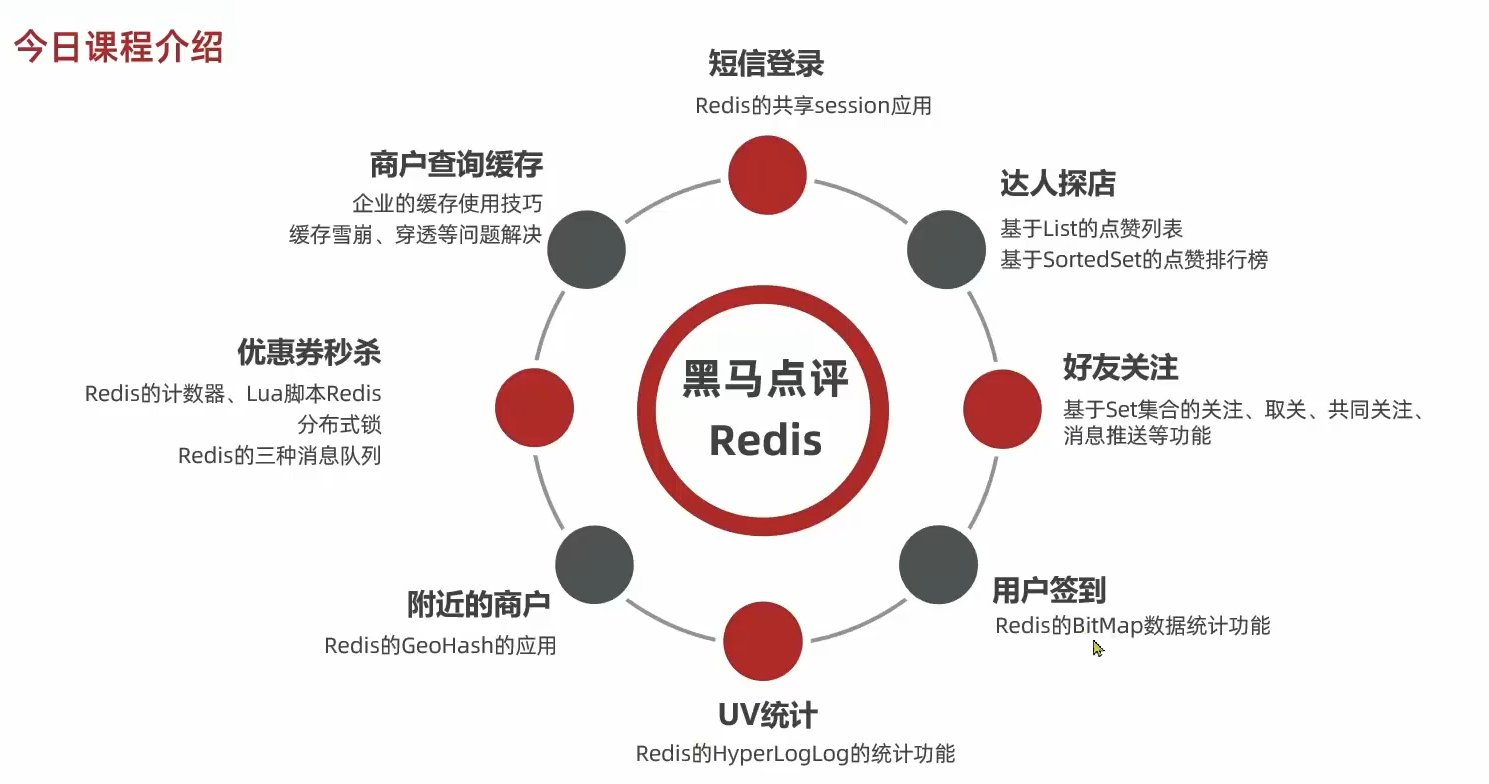 今日课程介绍
短信登录
Redis的共享session应用
商户查询缓存
企业的缓存使用技巧
缓存雪崩、穿透等问题解决
达人探店
基于List的点赞列表
基于SortedSet的点赞排行榜
优惠券秒杀
Redis的计数器、Lua脚本Redis
分布式锁
Redis的三种消息队列
黑马点评
Redis
好友关注
基于Set集合的关注、取关、共同关注、
消息推送等功能
附近的商户
Redis的GeoHash的应用
用户签到
Redis的BitMap数据统计功能
UV统计
Redis的HyperLogLog的统计功能